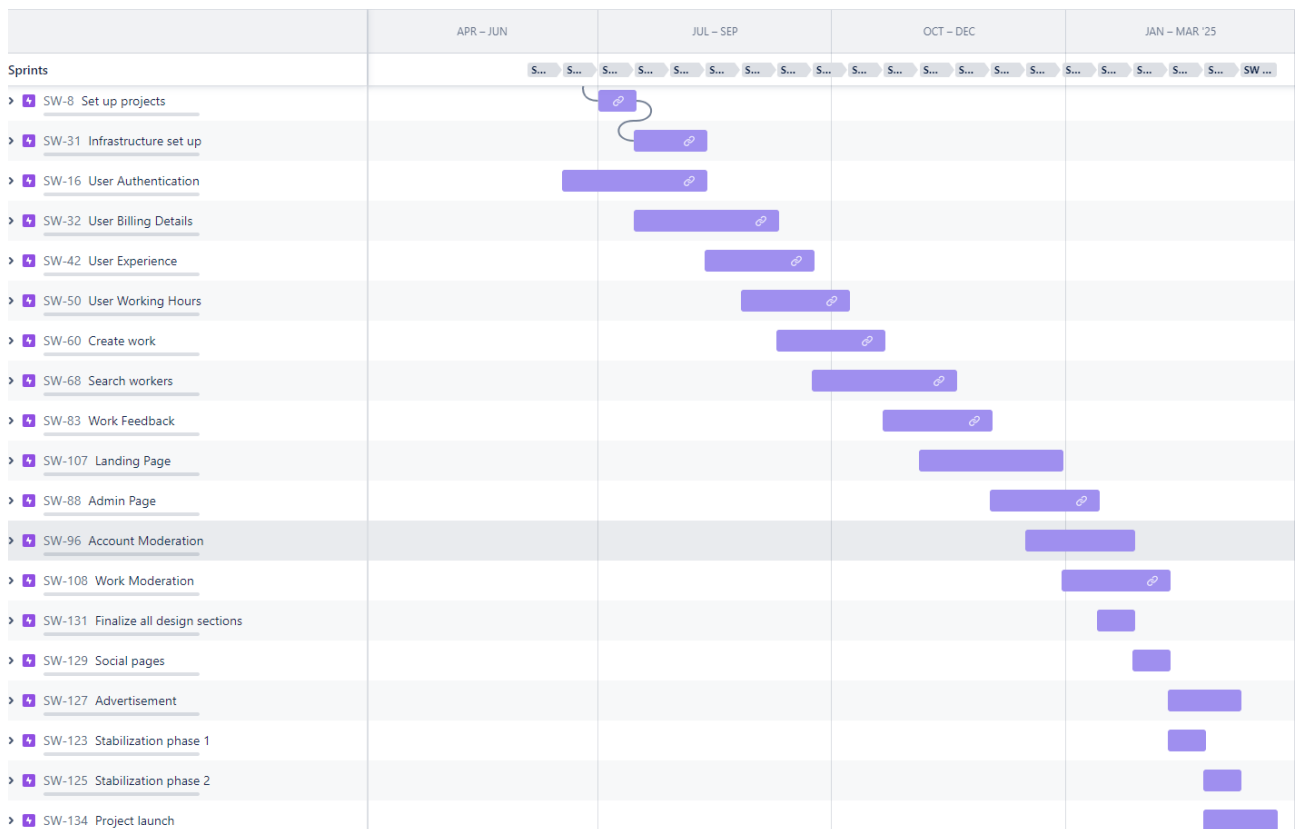 APR – JUN JUL – SEP OCT – DEC JAN – MAR '25
Sprints S... S... S... S... S... S... S... S... S... S... S... S... S... S... S... S... S... S... S... S... SW ...
SW-8 Set up projects
SW-31 Infrastructure set up
SW-16 User Authentication
SW-32 User Billing Details
SW-42 User Experience
SW-50 User Working Hours
SW-60 Create work
SW-68 Search workers
SW-83 Work Feedback
SW-107 Landing Page
SW-88 Admin Page
SW-96 Account Moderation
SW-108 Work Moderation
SW-131 Finalize all design sections
SW-129 Social pages
SW-127 Advertisement
SW-123 Stabilization phase 1
SW-125 Stabilization phase 2
SW-134 Project launch